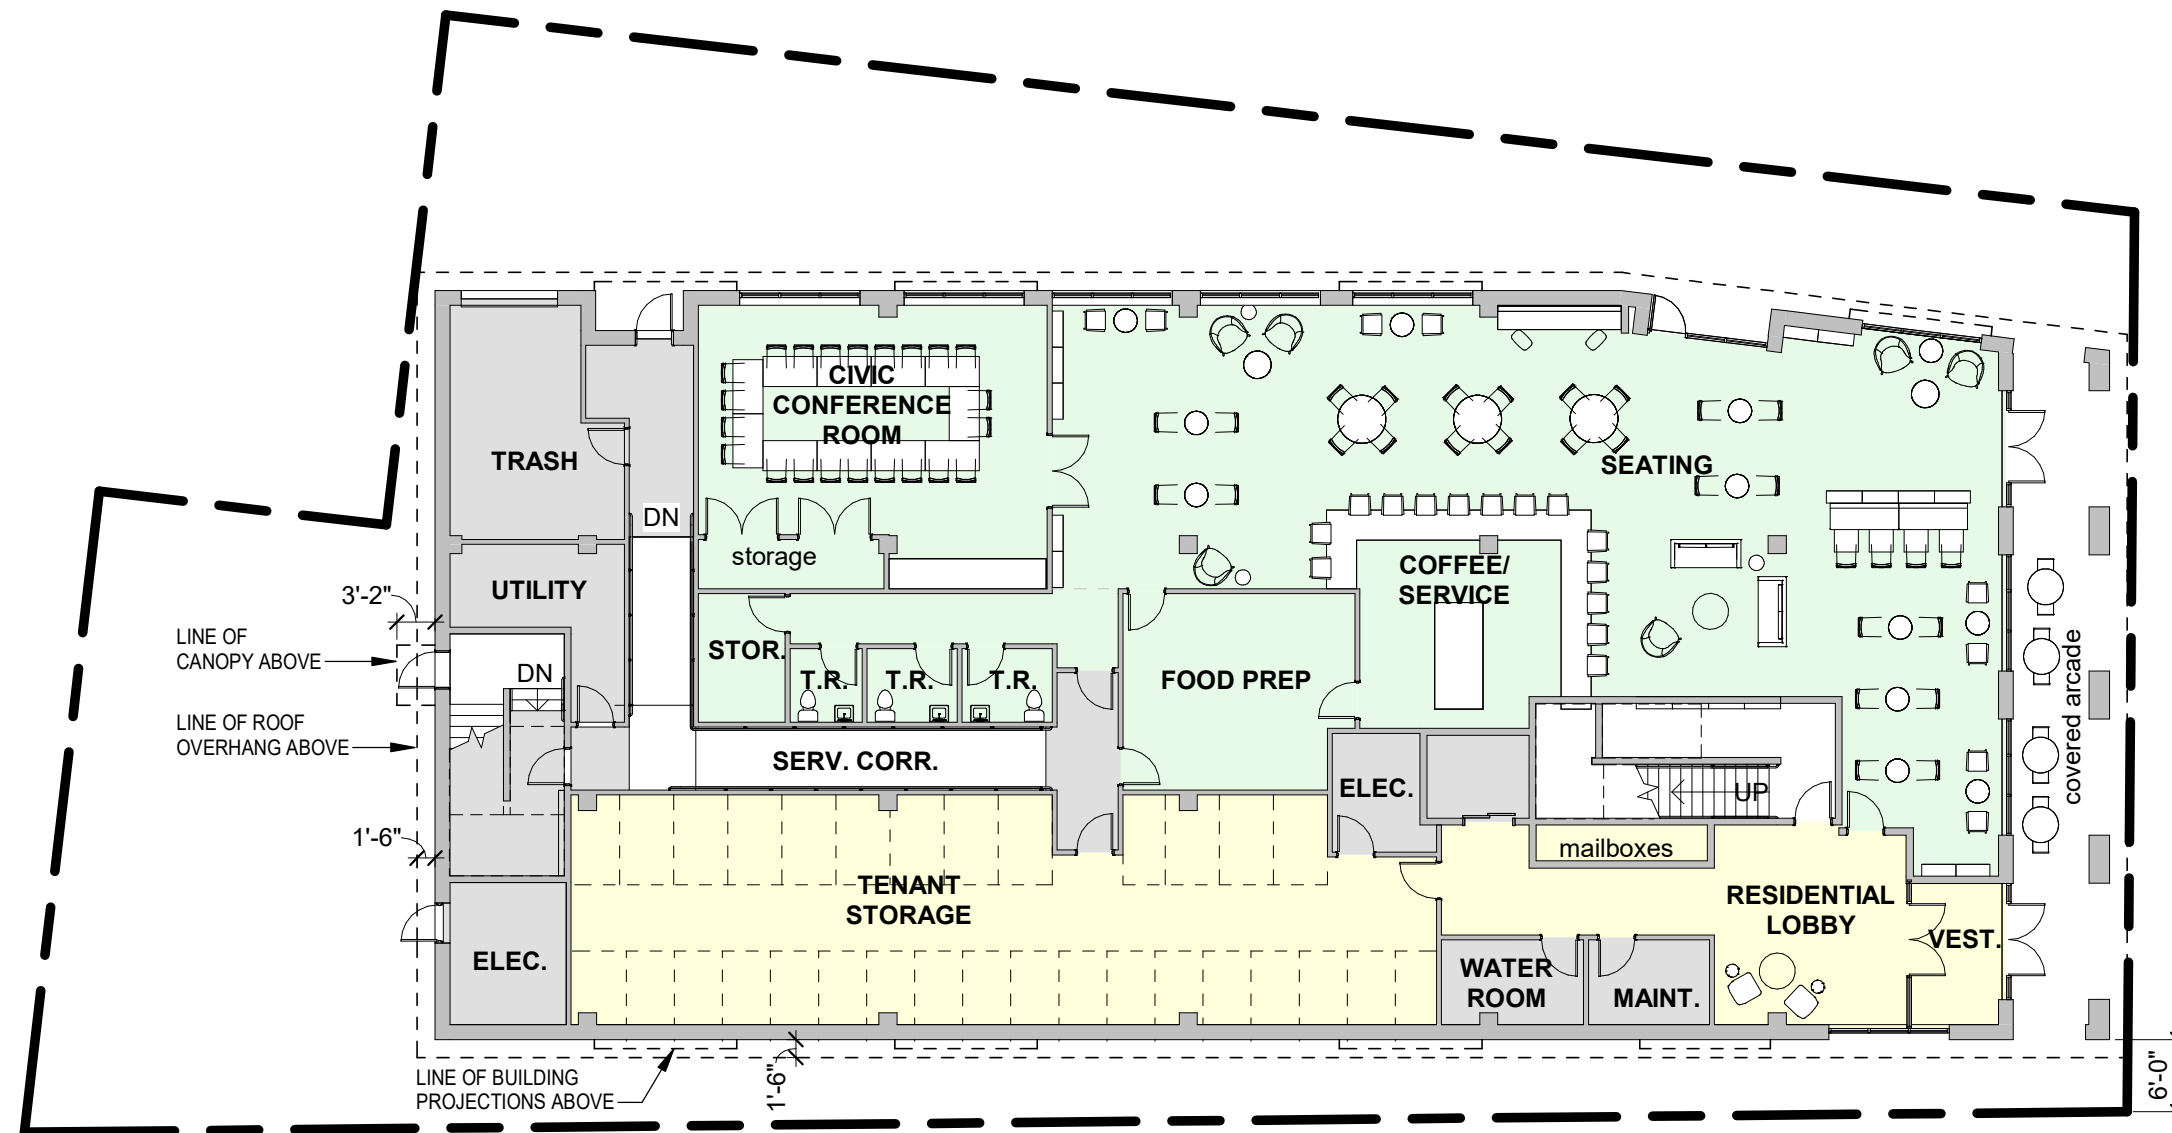 CIVIC
CONFERENCE
ROOM
TRASH
SEATING
DN
storage
COFFEE/
SERVICE
UTILITY
3'-2"
LINE OF
CANOPY ABOVE
DN
STOR.
T.R.
T.R.
T.R.
FOOD PREP
covered arcade
LINE OF ROOF
OVERHANG ABOVE
SERV. CORR.
ELEC.
UP
1'-6"
mailboxes
TENANT
STORAGE
RESIDENTIAL
LOBBY
VEST.
ELEC.
WATER
ROOM
MAINT.
LINE OF BUILDING
PROJECTIONS ABOVE
1'-6"
6'-0"